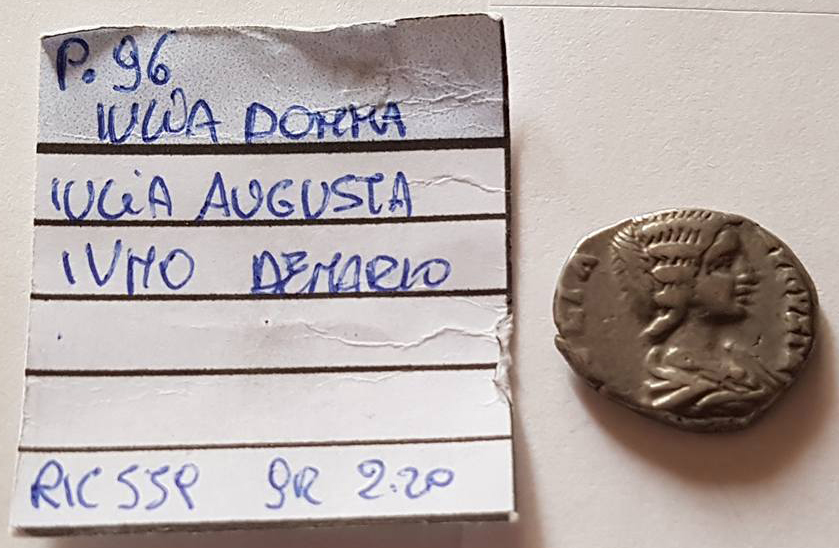 P. 96
IULIA DOMNA
IULIA AUGUSTA
IUNO DENARIO
RIC 559 gR 2.20